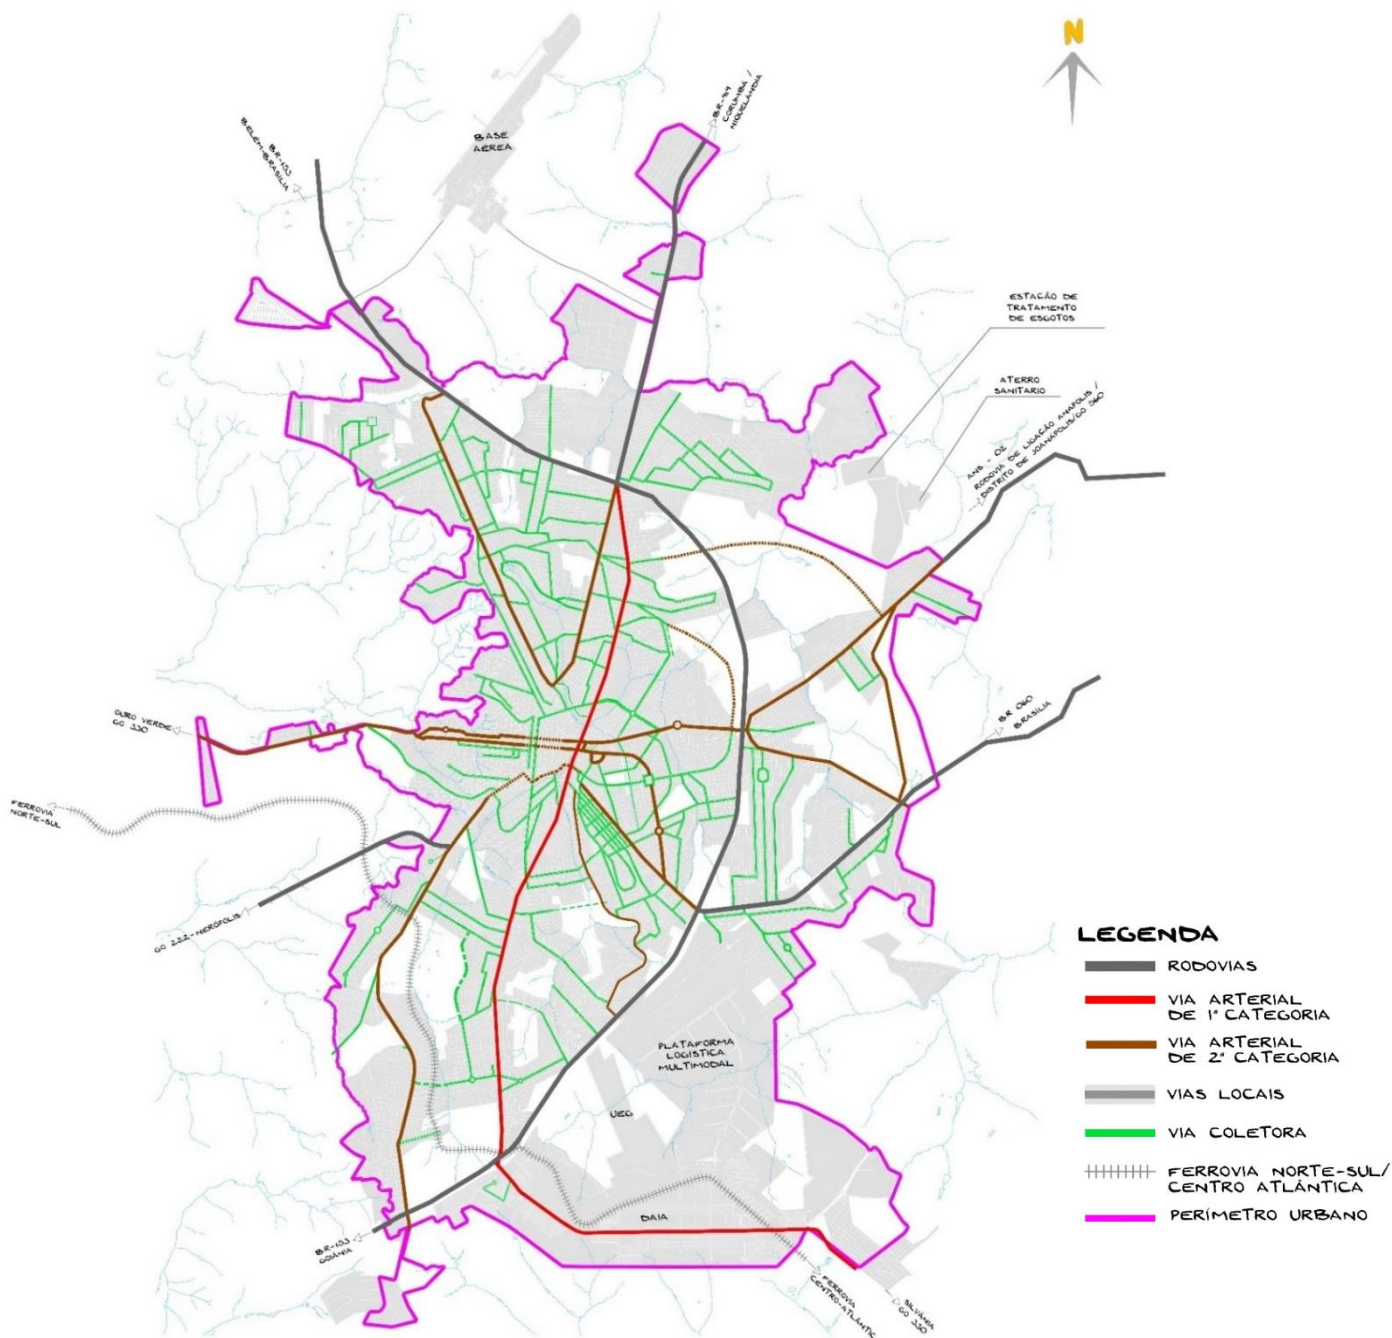 N
BASE
AÉREA
BR-153
BELÉM-BRASÍLIA
BR-414
CORUMBÁ /
NIQUELÂNDIA
ESTAÇÃO DE
TRATAMENTO
DE ESGOTOS
ATERRO
SANITÁRIO
ANS - 02
RODOVIA DE LIGAÇÃO ANÁPOLIS /
DISTRITO DE JOANÁPOLIS/GO 560
OURO VERDE
GO 330
BR 060
BRASÍLIA
FERROVIA
NORTE-SUL
GO 222-NERÓPOLIS
PLATAFORMA
LOGÍSTICA
MULTIMODAL
UEG
DAIA
BR-153
GOIÂNIA
FERROVIA
CENTRO-ATLÂNTIC
SILVÂNIA
GO 330
LEGENDA
RODOVIAS
VIA ARTERIAL
DE 1ª CATEGORIA
VIA ARTERIAL
DE 2ª CATEGORIA
VIAS LOCAIS
VIA COLETORA
FERROVIA NORTE-SUL/
CENTRO ATLÂNTICA
PERÍMETRO URBANO